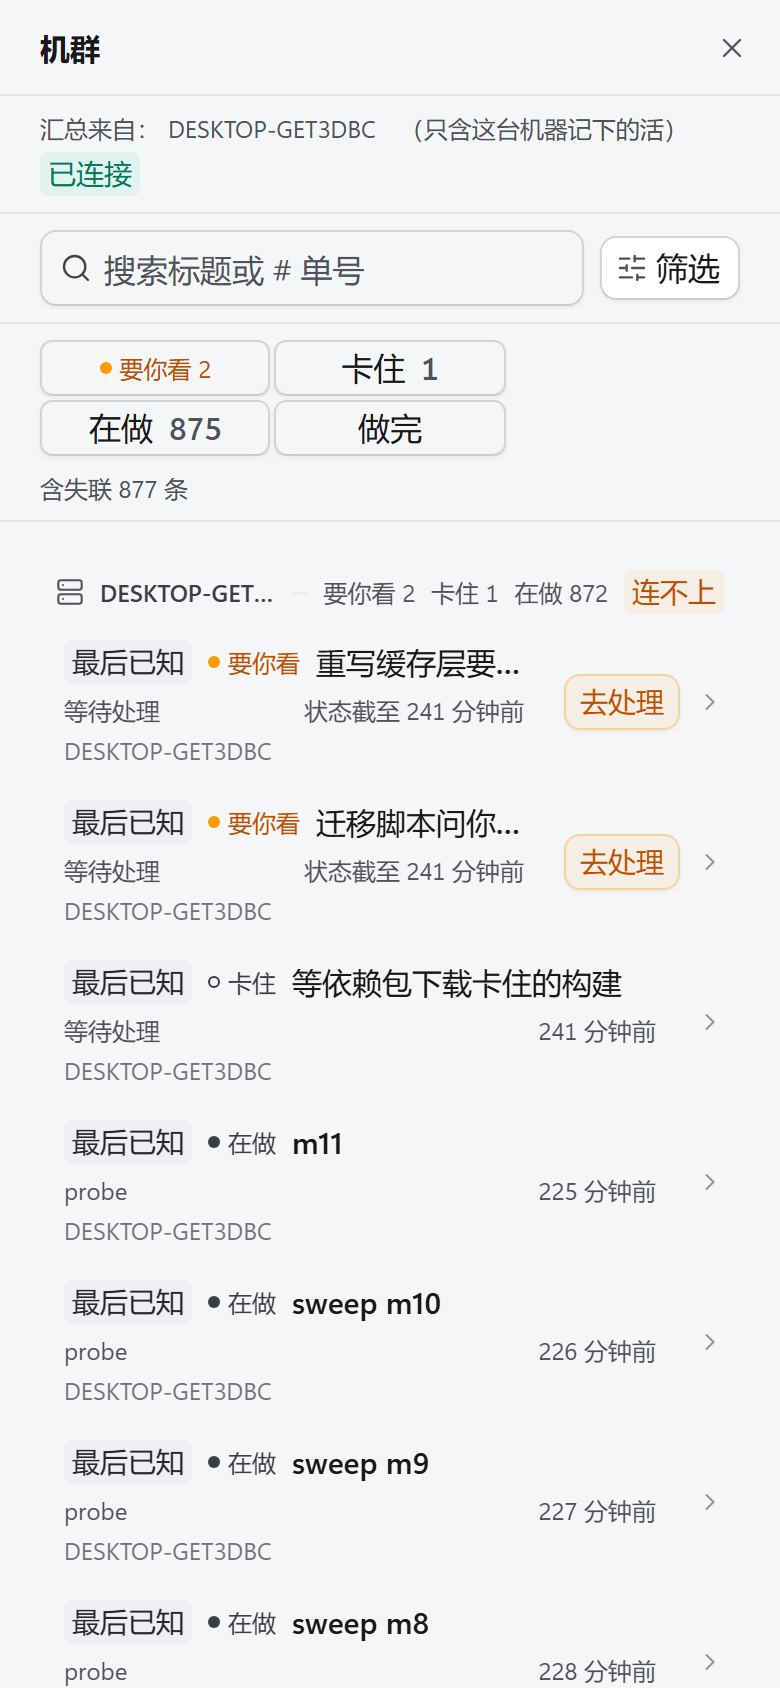 机群
汇总来自： DESKTOP-GET3DBC （只含这台机器记下的活）
已连接
搜索标题或 # 单号
筛选
要你看 2
卡住 1
在做 875
做完
含失联 877 条
DESKTOP-GET... 要你看 2 卡住 1 在做 872 连不上
最后已知 要你看 重写缓存层要...
等待处理 状态截至 241 分钟前
去处理
DESKTOP-GET3DBC
最后已知 要你看 迁移脚本问你...
等待处理 状态截至 241 分钟前
去处理
DESKTOP-GET3DBC
最后已知 卡住 等依赖包下载卡住的构建
等待处理 241 分钟前
DESKTOP-GET3DBC
最后已知 在做 m11
probe 225 分钟前
DESKTOP-GET3DBC
最后已知 在做 sweep m10
probe 226 分钟前
DESKTOP-GET3DBC
最后已知 在做 sweep m9
probe 227 分钟前
DESKTOP-GET3DBC
最后已知 在做 sweep m8
probe 228 分钟前